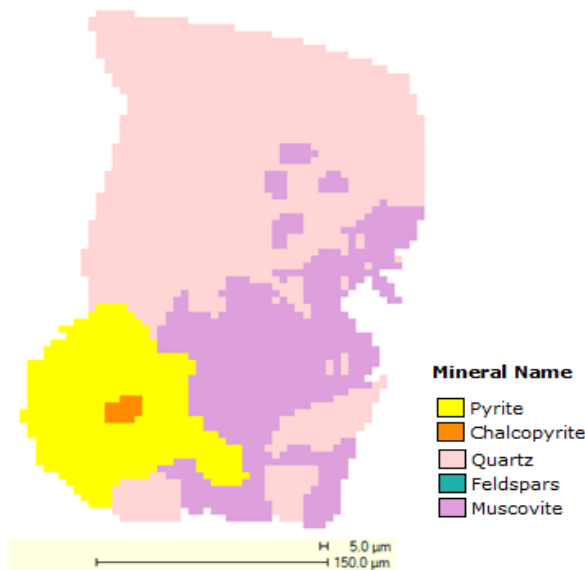 Mineral Name
Pyrite
Chalcopyrite
Quartz
Feldspars
Muscovite
5.0 μm
150.0 μm